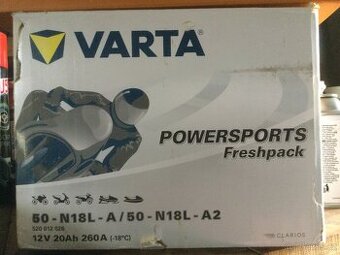 VARTA
POWERSPORTS
Freshpack
50-N18L-A / 50-N18L-A2
520 012 026
12V 20Ah 260A (-18°C)
CLARIOS